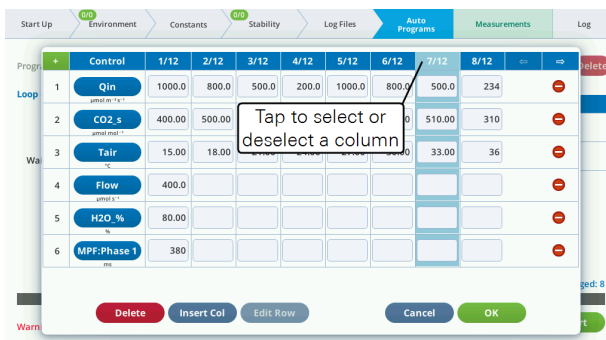 Start Up
0/0
Environment
Constants
0/0
Stability
Log Files
Auto Programs
Measurements
Log
Delete
Loop
+ Control 1/12 2/12 3/12 4/12 5/12 6/12 7/12 8/12 ⇦ ⇨
1 Qin 1000.0 800.0 500.0 200.0 1000.0 800.0 500.0 234
µmol m⁻² s⁻¹
2 CO2_s 400.00 500.00 510.00 310
µmol mol⁻¹
3 Tair 15.00 18.00 33.00 36
°C
4 Flow 400.0
µmol s⁻¹
5 H2O_% 80.00
%
6 MPF:Phase 1 380
ms
Tap to select or
deselect a column
ged: 8
Delete Insert Col Edit Row Cancel OK
Warn